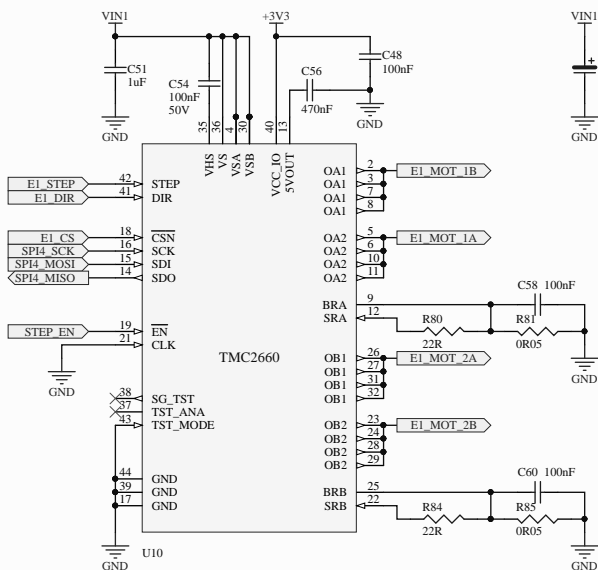 VIN1
+3V3
VIN1
C51
1uF
C54
100nF
50V
C56
470nF
C48
100nF
+
GND
GND
GND
35
36
4
30
40
13
VHS
VS
VSA
VSB
VCC_IO
5VOUT
E1_STEP 42 STEP
E1_DIR 41 DIR
E1_CS 18 CSN
SPI4_SCK 16 SCK
SPI4_MOSI 15 SDI
SPI4_MISO 14 SDO
STEP_EN 19 EN
21 CLK
GND
TMC2660
38 SG_TST
37 TST_ANA
43 TST_MODE
44 GND
39 GND
17 GND
GND
U10
OA1 2 E1_MOT_1B
OA1 3
OA1 7
OA1 8
OA2 5 E1_MOT_1A
OA2 6
OA2 10
OA2 11
BRA 9
SRA 12
C58 100nF
R80
22R
R81
0R05
GND
OB1 26 E1_MOT_2A
OB1 27
OB1 31
OB1 32
OB2 23 E1_MOT_2B
OB2 24
OB2 28
OB2 29
BRB 25
SRB 22
C60 100nF
R84
22R
R85
0R05
GND